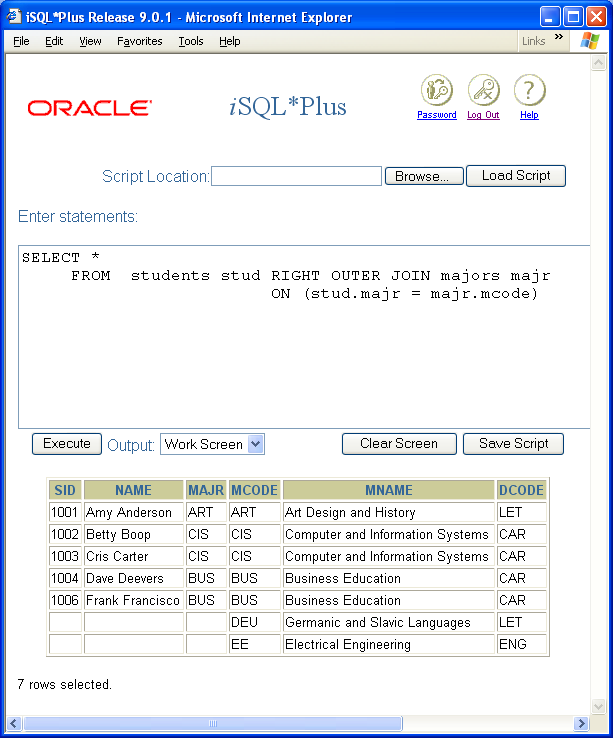 iSQL*Plus Release 9.0.1 - Microsoft Internet Explorer
File Edit View Favorites Tools Help Links »
ORACLE iSQL*Plus
Password Log Out Help
Script Location: Browse... Load Script
Enter statements:
SELECT *
FROM students stud RIGHT OUTER JOIN majors majr
ON (stud.majr = majr.mcode)
Execute Output: Work Screen Clear Screen Save Script
SID NAME MAJR MCODE MNAME DCODE
1001 Amy Anderson ART ART Art Design and History LET
1002 Betty Boop CIS CIS Computer and Information Systems CAR
1003 Cris Carter CIS CIS Computer and Information Systems CAR
1004 Dave Deevers BUS BUS Business Education CAR
1006 Frank Francisco BUS BUS Business Education CAR
DEU Germanic and Slavic Languages LET
EE Electrical Engineering ENG
7 rows selected.